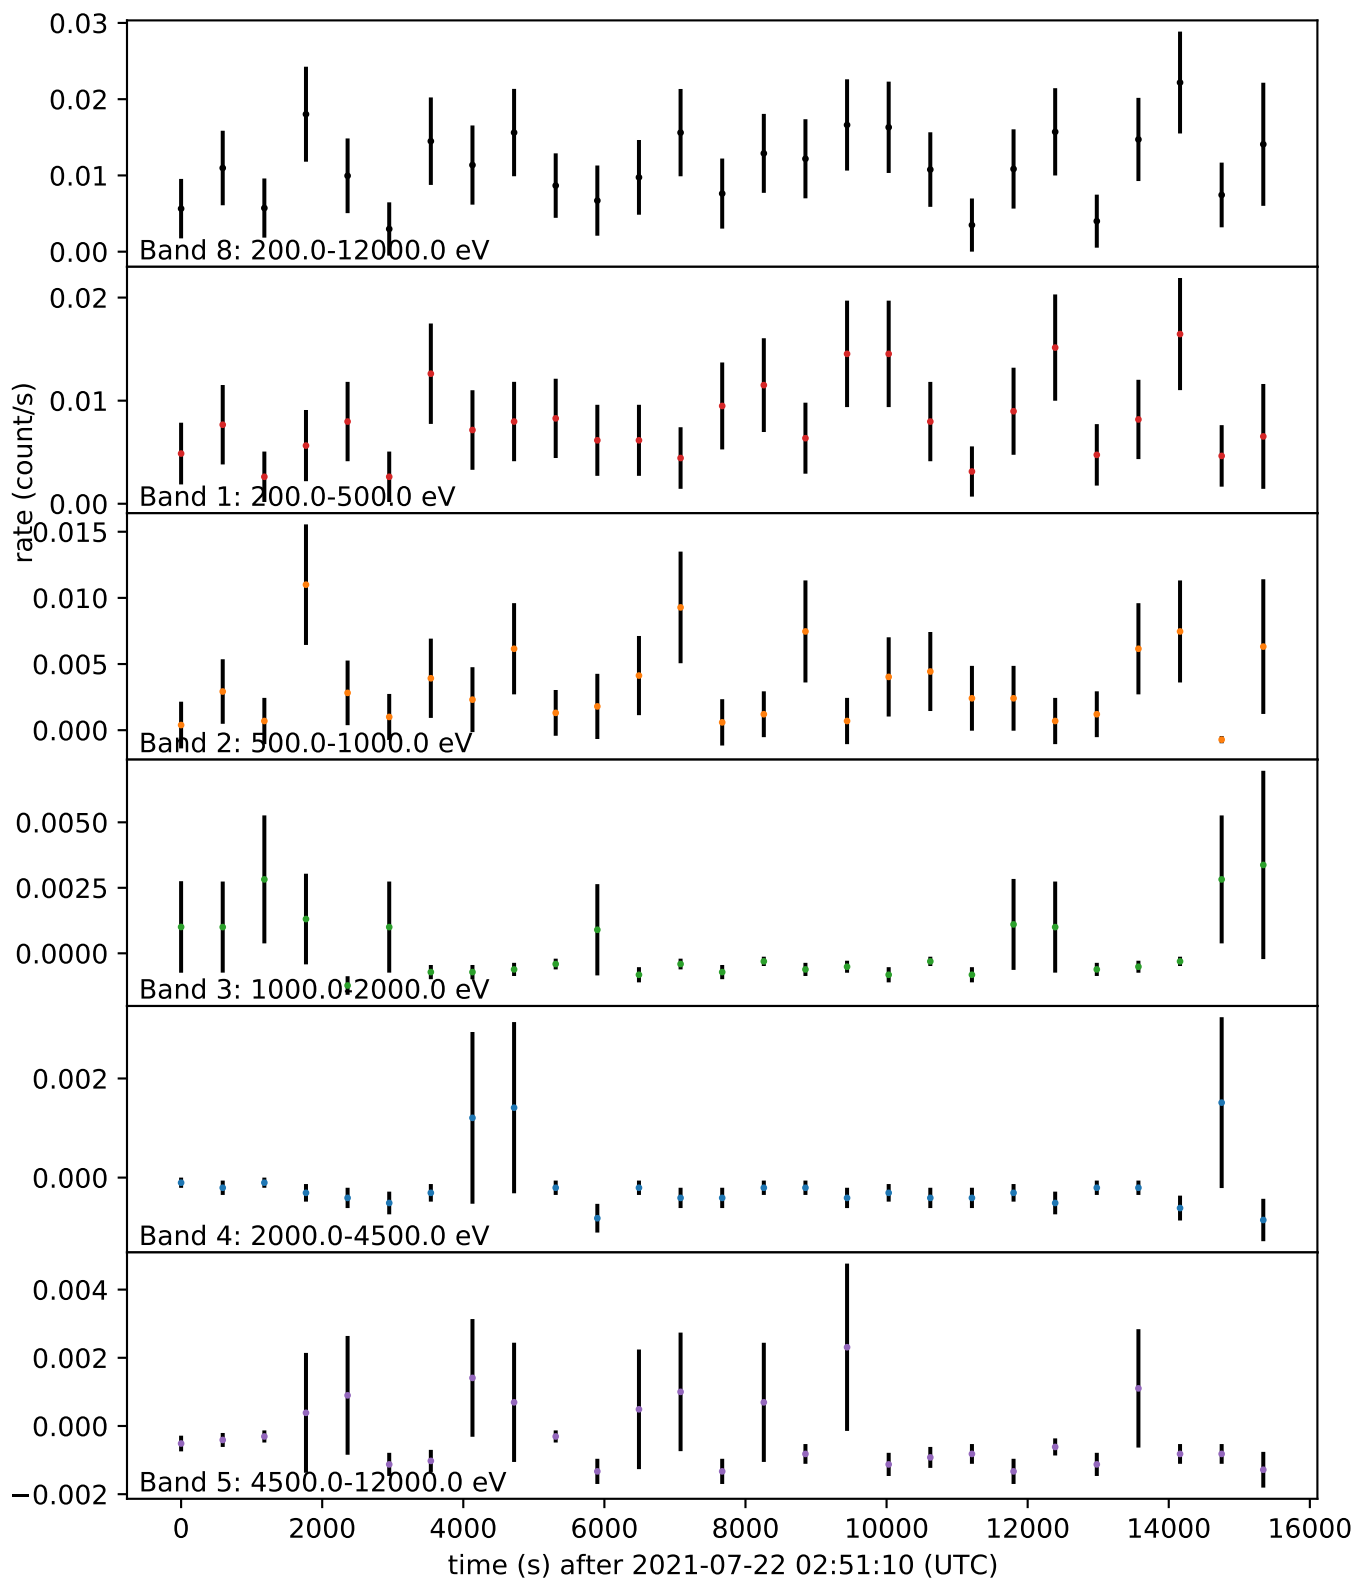 0.03
0.02
0.01
0.00
Band 8: 200.0-12000.0 eV
0.02
0.01
0.00
Band 1: 200.0-500.0 eV
rate (count/s)
0.015
0.010
0.005
0.000
Band 2: 500.0-1000.0 eV
0.0050
0.0025
0.0000
Band 3: 1000.0-2000.0 eV
0.002
0.000
Band 4: 2000.0-4500.0 eV
0.004
0.002
0.000
−0.002
Band 5: 4500.0-12000.0 eV
0 2000 4000 6000 8000 10000 12000 14000 16000
time (s) after 2021-07-22 02:51:10 (UTC)